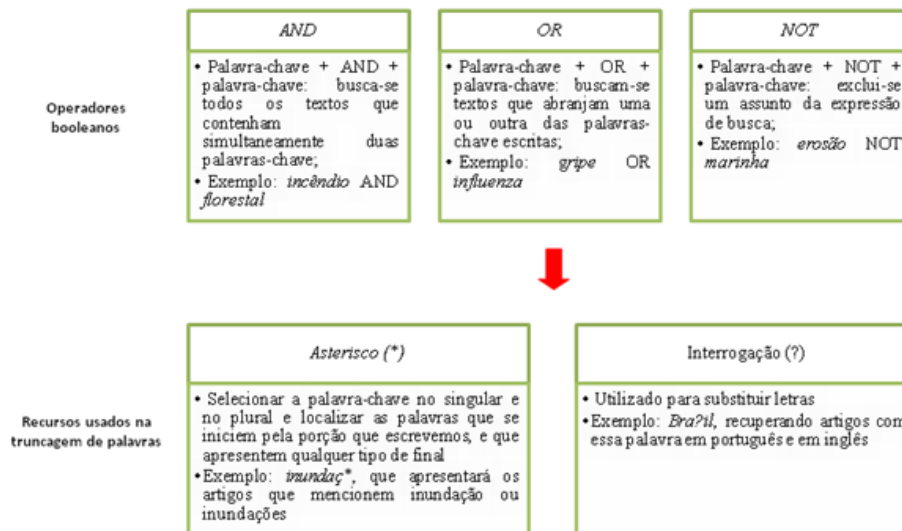 AND
• Palavra-chave + AND +
palavra-chave: busca-se
todos os textos que
contenham
simultaneamente duas
palavras-chave;
• Exemplo: incêndio AND
florestal
OR
• Palavra-chave + OR +
palavra-chave: buscam-se
textos que abranjam uma
ou outra das palavras-
chave escritas;
• Exemplo: gripe OR
influenza
NOT
• Palavra-chave + NOT +
palavra-chave: exclui-se
um assunto da expressão
de busca;
• Exemplo: erosão NOT
marinha
Operadores
booleanos
Asterisco (*)
• Selecionar a palavra-chave no singular e
no plural e localizar as palavras que se
iniciem pela porção que escrevemos, e que
apresentem qualquer tipo de final
•Exemplo: inundaç*, que apresentará os
artigos que mencionem inundação ou
inundações
Interrogação (?)
• Utilizado para substituir letras
•Exemplo: Bra?il, recuperando artigos com
essa palavra em português e em inglês
Recursos usados na
truncagem de palavras